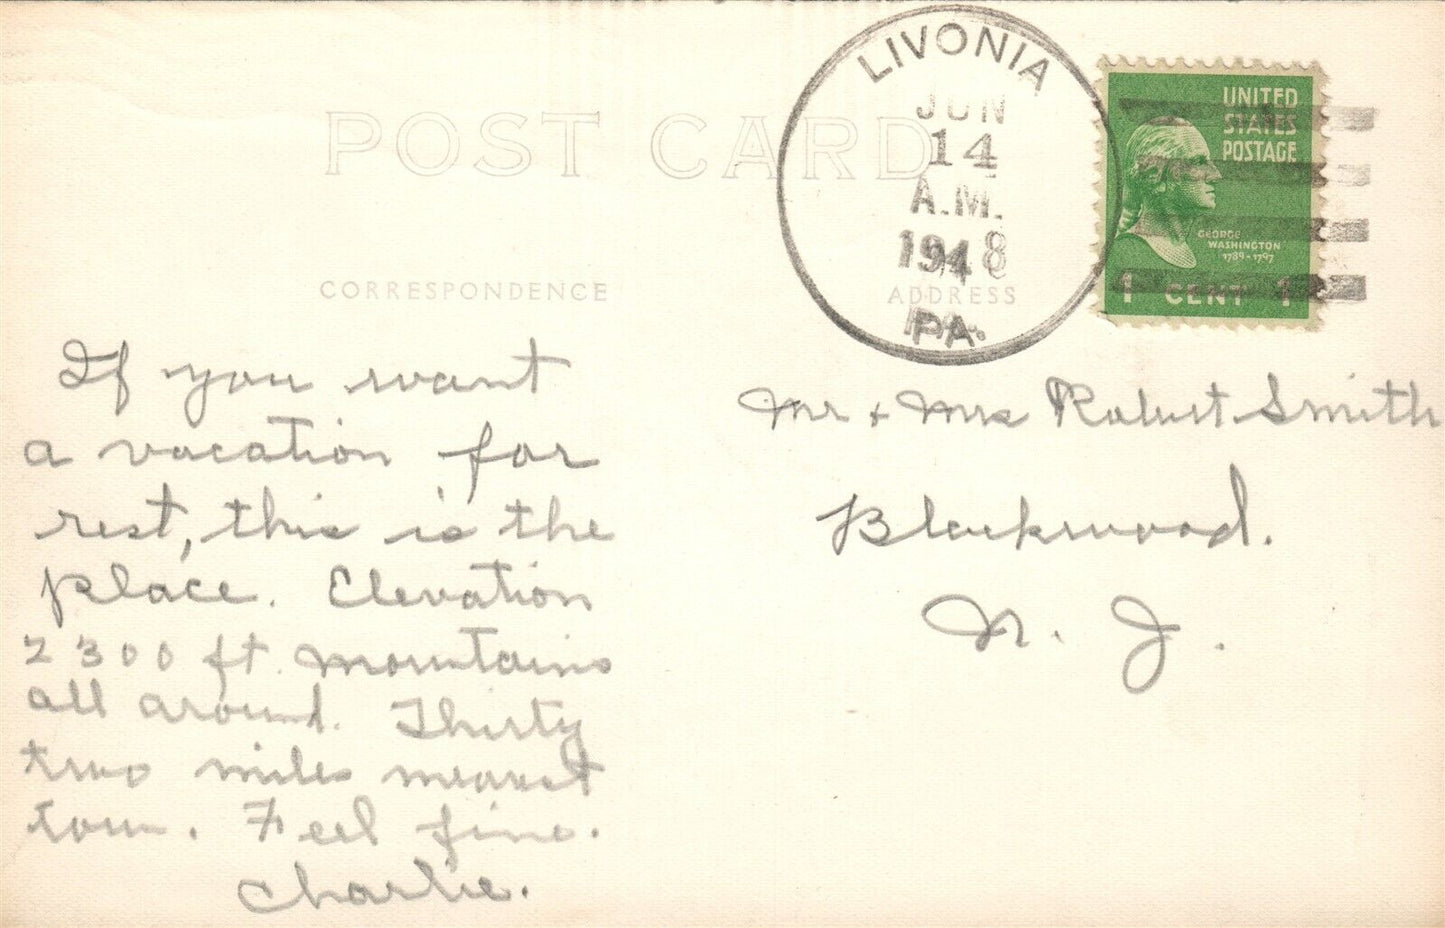 POST CARD
CORRESPONDENCE
ADDRESS
LIVONIA
JUN
14
A.M.
1948
PA.
UNITED
STATES
POSTAGE
GEORGE
WASHINGTON
1789-1797
1 CENT 1
If you want
a vacation for
rest, this is the
place. Elevation
2300 ft. mountains
all around. Thirty
two miles nearest
town. Feel fine.
Charlie.
Mr + Mrs Robert Smith
Blackwood.
N. J.